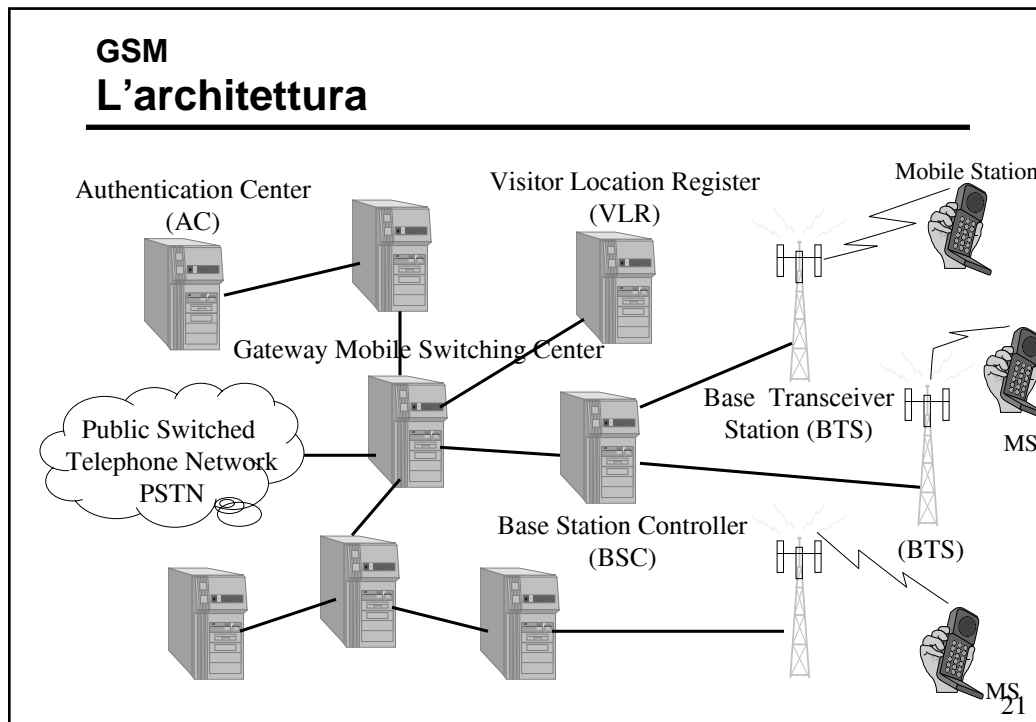 GSM
L'architettura
Authentication Center
(AC)
Visitor Location Register
(VLR)
Mobile Station
Gateway Mobile Switching Center
Public Switched
Telephone Network
PSTN
Base Transceiver
Station (BTS)
MS
Base Station Controller
(BSC)
(BTS)
MS
21